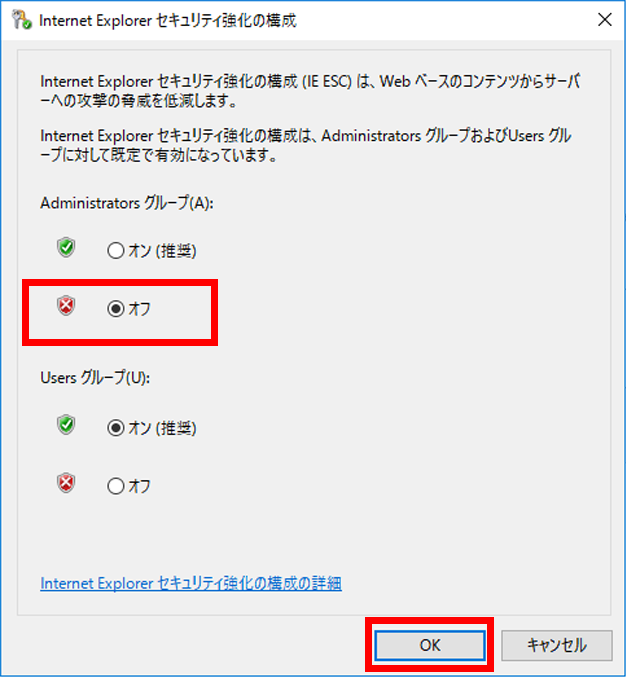 Internet Explorer セキュリティ強化の構成
Internet Explorer セキュリティ強化の構成 (IE ESC) は、Web ベースのコンテンツからサーバ
ーへの攻撃の脅威を低減します。
Internet Explorer セキュリティ強化の構成は、Administrators グループおよびUsers グル
ープに対して既定で有効になっています。
Administrators グループ(A):
オン (推奨)
オフ
Users グループ(U):
オン (推奨)
オフ
Internet Explorer セキュリティ強化の構成の詳細
OK キャンセル